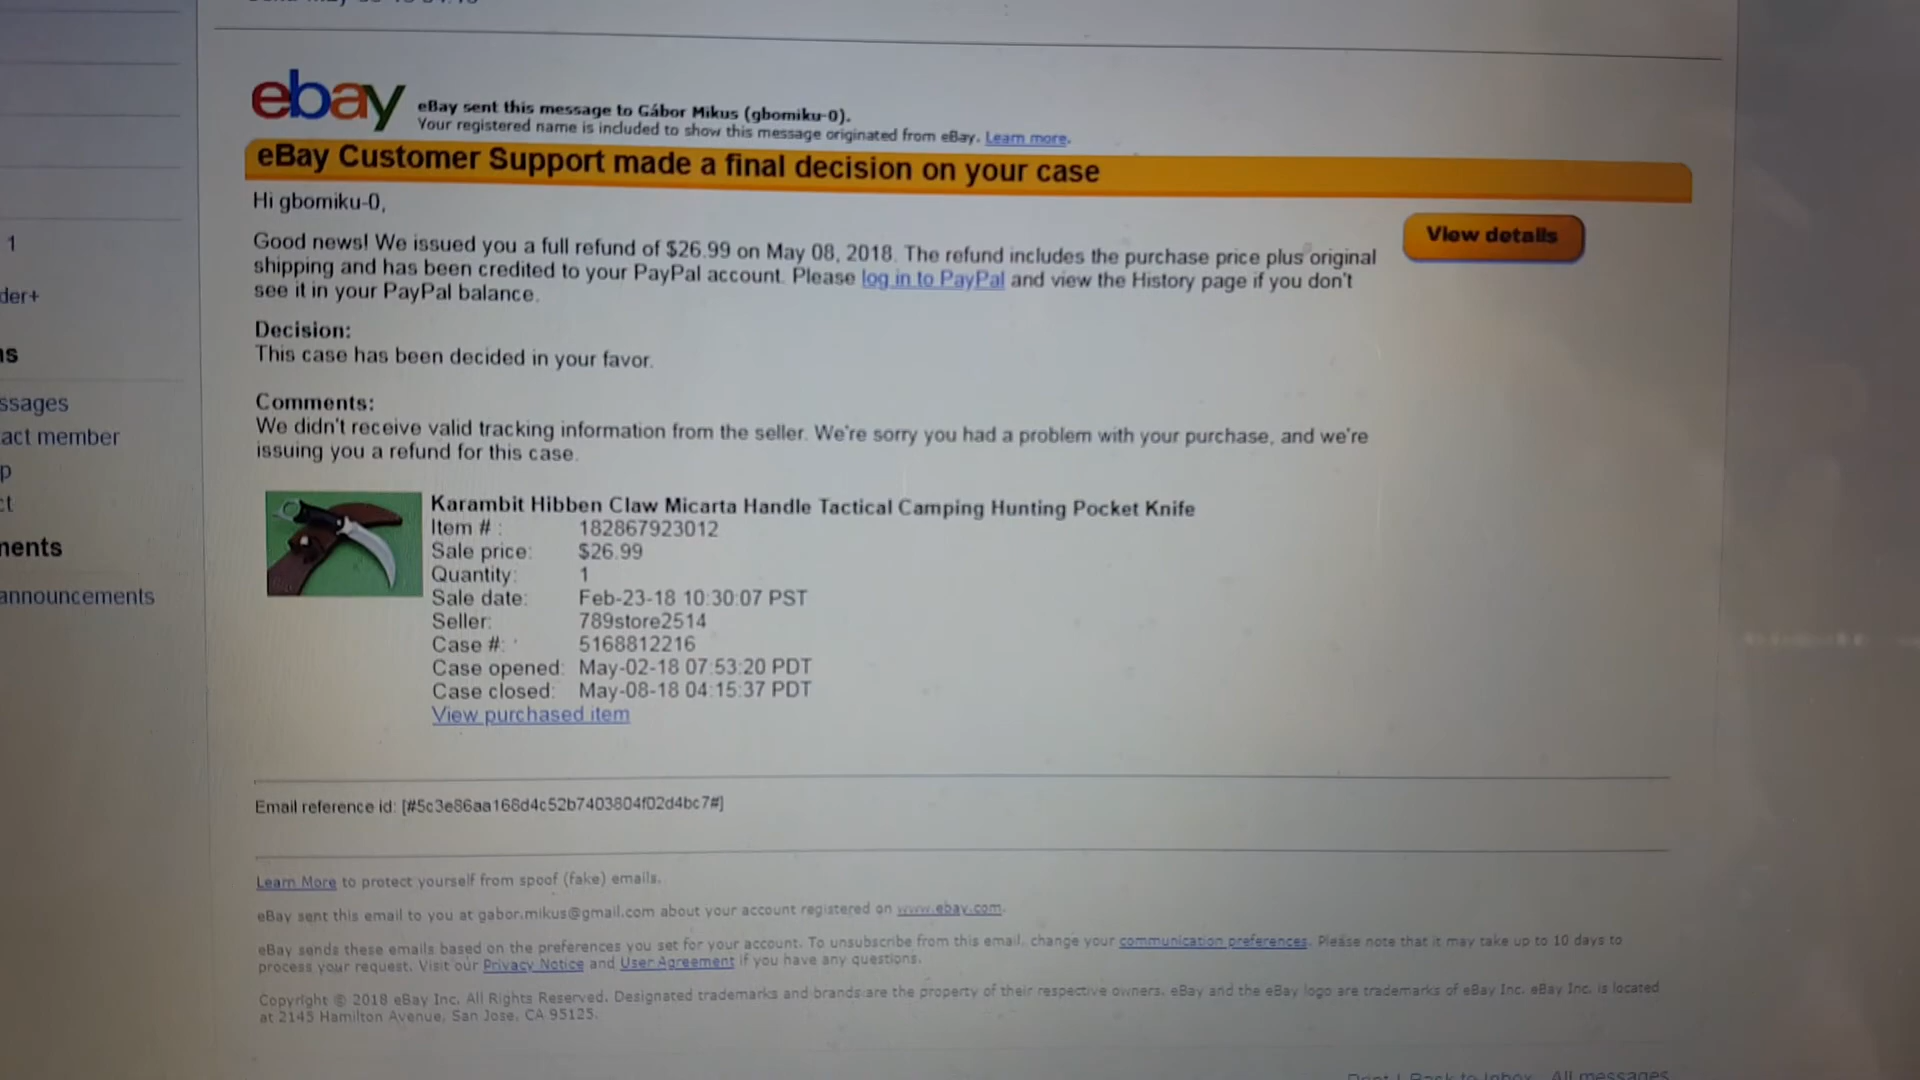 ebay
eBay sent this message to Gábor Mikus (gbomiku-0).
Your registered name is included to show this message originated from eBay. Learn more.
eBay Customer Support made a final decision on your case
Hi gbomiku-0,
View details
Good news! We issued you a full refund of $26.99 on May 08, 2018. The refund includes the purchase price plus original
shipping and has been credited to your PayPal account. Please log in to PayPal and view the History page if you don't
see it in your PayPal balance.
Decision:
This case has been decided in your favor.
Comments:
We didn't receive valid tracking information from the seller. We're sorry you had a problem with your purchase, and we're
issuing you a refund for this case.
Karambit Hibben Claw Micarta Handle Tactical Camping Hunting Pocket Knife
Item #: 182867923012
Sale price: $26.99
Quantity: 1
Sale date: Feb-23-18 10:30:07 PST
Seller: 789store2514
Case #: 5168812216
Case opened: May-02-18 07:53:20 PDT
Case closed: May-08-18 04:15:37 PDT
View purchased item
Email reference id: [#5c3e86aa168d4c52b7403804f02d4bc7#]
Learn More to protect yourself from spoof (fake) emails.
eBay sent this email to you at gabor.mikus@gmail.com about your account registered on www.ebay.com.
eBay sends these emails based on the preferences you set for your account. To unsubscribe from this email, change your communication preferences. Please note that it may take up to 10 days to
process your request. Visit our Privacy Notice and User Agreement if you have any questions.
Copyright © 2018 eBay Inc. All Rights Reserved. Designated trademarks and brands are the property of their respective owners. eBay and the eBay logo are trademarks of eBay Inc. eBay Inc. is located
at 2145 Hamilton Avenue, San Jose, CA 95125.
1
der+
ns
ssages
act member
p
ct
nents
announcements
Print | Back to Inbox All messages